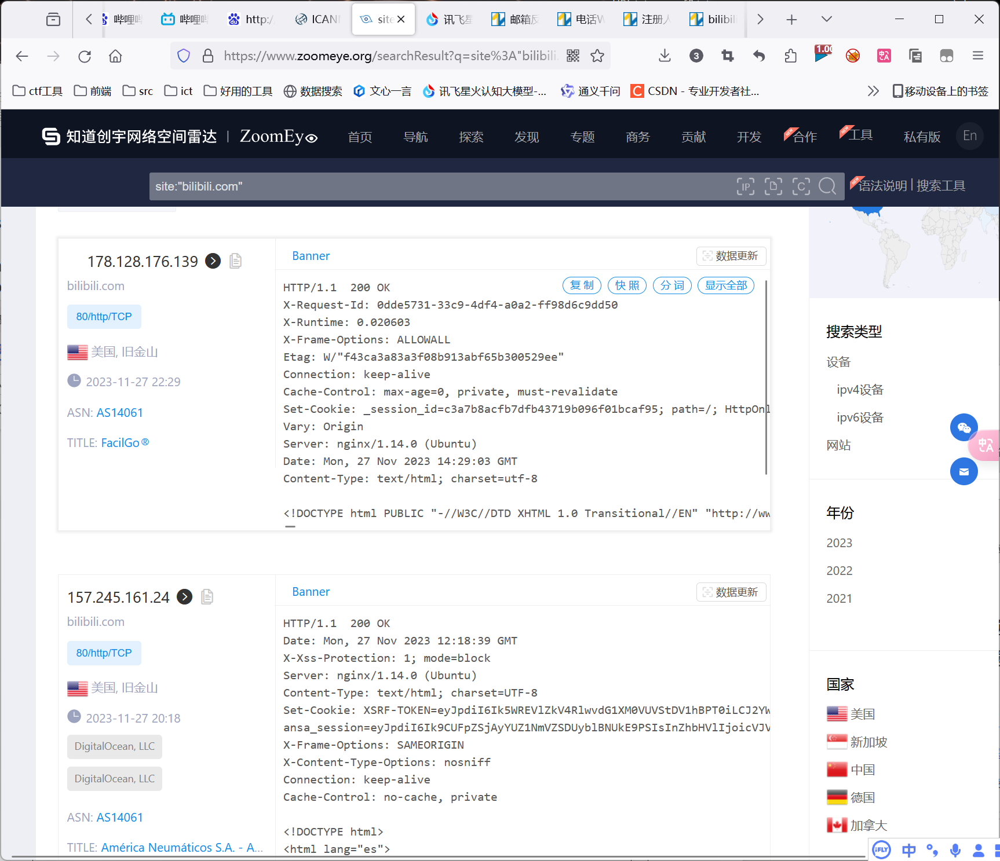 哔哩哔
哔哩哔
http:/
ICANN
site
讯飞星
邮箱反
电话W
注册人
bilibili
https://www.zoomeye.org/searchResult?q=site%3A"bilibili.
3
1.00
ctf工具
前端
src
ict
好用的工具
数据搜索
文心一言
讯飞星火认知大模型-...
通义千问
CSDN - 专业开发者社...
移动设备上的书签
知道创宇网络空间雷达 | ZoomEye
首页
导航
探索
发现
专题
商务
贡献
开发
NEW 合作
NEW 工具
私有版
En
site:"bilibili.com"
IP
C
NEW 语法说明 | 搜索工具
178.128.176.139
bilibili.com
80/http/TCP
美国, 旧金山
2023-11-27 22:29
ASN: AS14061
TITLE: FacilGo®
Banner
数据更新
复 制
快 照
分 词
显示全部
HTTP/1.1  200 OK
X-Request-Id: 0dde5731-33c9-4df4-a0a2-ff98d6c9dd50
X-Runtime: 0.020603
X-Frame-Options: ALLOWALL
Etag: W/"f43ca3a83a3f08b913abf65b300529ee"
Connection: keep-alive
Cache-Control: max-age=0, private, must-revalidate
Set-Cookie: _session_id=c3a7b8acfb7dfb43719b096f01bcaf95; path=/; HttpOnl
Vary: Origin
Server: nginx/1.14.0 (Ubuntu)
Date: Mon, 27 Nov 2023 14:29:03 GMT
Content-Type: text/html; charset=utf-8
<!DOCTYPE html PUBLIC "-//W3C//DTD XHTML 1.0 Transitional//EN" "http://ww
157.245.161.24
bilibili.com
80/http/TCP
美国, 旧金山
2023-11-27 20:18
DigitalOcean, LLC
DigitalOcean, LLC
ASN: AS14061
TITLE: América Neumáticos S.A. - A...
Banner
数据更新
HTTP/1.1  200 OK
Date: Mon, 27 Nov 2023 12:18:39 GMT
X-Xss-Protection: 1; mode=block
Server: nginx/1.14.0 (Ubuntu)
Content-Type: text/html; charset=UTF-8
Set-Cookie: XSRF-TOKEN=eyJpdiI6Ik5WREVlZkV4RlwvdG1XM0VUVStDV1hBPT0iLCJ2YW
ansa_session=eyJpdiI6Ik9CUFpZSjAyYUZ1NmVZSDUyblBNUkE9PSIsInZhbHVlIjoicVJV
X-Frame-Options: SAMEORIGIN
X-Content-Type-Options: nosniff
Connection: keep-alive
Cache-Control: no-cache, private
<!DOCTYPE html>
<html lang="es">
搜索类型
设备
ipv4设备
ipv6设备
网站
年份
2023
2022
2021
国家
美国
新加坡
中国
德国
加拿大
中A
iFLY
中